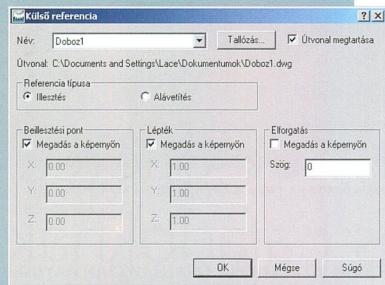 Külső referencia
Név: Doboz1 Tallózás... Útvonal megtartása
Útvonal: C:\Documents and Settings\Lace\Dokumentumok\Doboz1.dwg
Referencia típusa
Illesztés Alávetítés
Beillesztési pont Lépték Elforgatás
Megadás a képernyőn Megadás a képernyőn Megadás a képernyőn
X: 0.00 X: 1.00 Szög: 0
Y: 0.00 Y: 1.00
Z: 0.00 Z: 1.00
OK Mégse Súgó